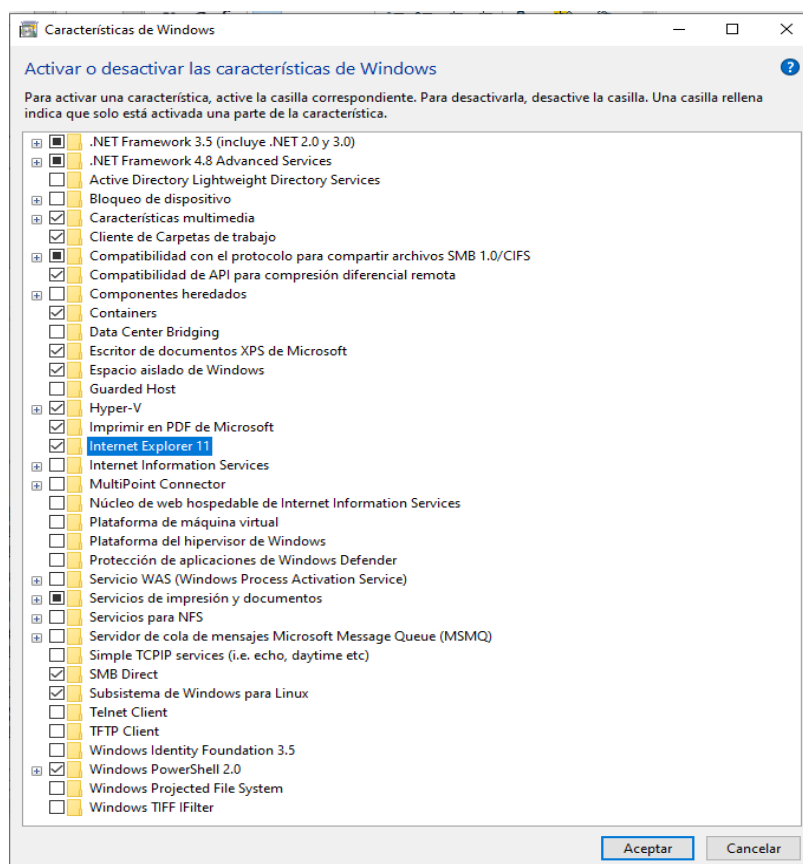 Características de Windows
Activar o desactivar las características de Windows
Para activar una característica, active la casilla correspondiente. Para desactivarla, desactive la casilla. Una casilla rellena
indica que solo está activada una parte de la característica.
.NET Framework 3.5 (incluye .NET 2.0 y 3.0)
.NET Framework 4.8 Advanced Services
Active Directory Lightweight Directory Services
Bloqueo de dispositivo
Características multimedia
Cliente de Carpetas de trabajo
Compatibilidad con el protocolo para compartir archivos SMB 1.0/CIFS
Compatibilidad de API para compresión diferencial remota
Componentes heredados
Containers
Data Center Bridging
Escritor de documentos XPS de Microsoft
Espacio aislado de Windows
Guarded Host
Hyper-V
Imprimir en PDF de Microsoft
Internet Explorer 11
Internet Information Services
MultiPoint Connector
Núcleo de web hospedable de Internet Information Services
Plataforma de máquina virtual
Plataforma del hipervisor de Windows
Protección de aplicaciones de Windows Defender
Servicio WAS (Windows Process Activation Service)
Servicios de impresión y documentos
Servicios para NFS
Servidor de cola de mensajes Microsoft Message Queue (MSMQ)
Simple TCPIP services (i.e. echo, daytime etc)
SMB Direct
Subsistema de Windows para Linux
Telnet Client
TFTP Client
Windows Identity Foundation 3.5
Windows PowerShell 2.0
Windows Projected File System
Windows TIFF IFilter
Aceptar Cancelar